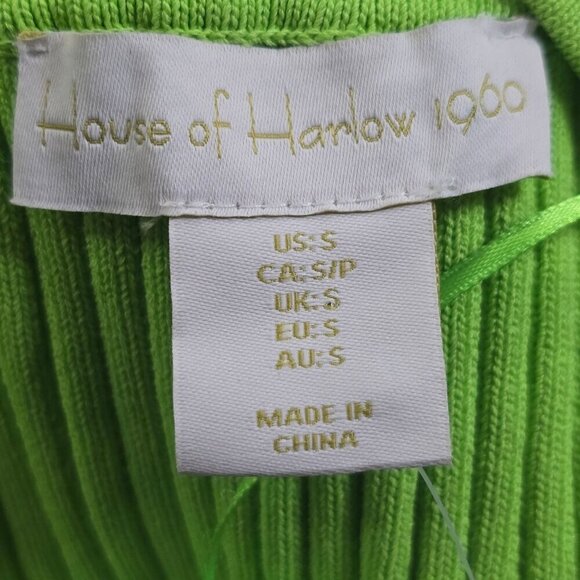 House of Harlow 1960
US: S
CA: S/P
UK: S
EU: S
AU: S
MADE IN
CHINA